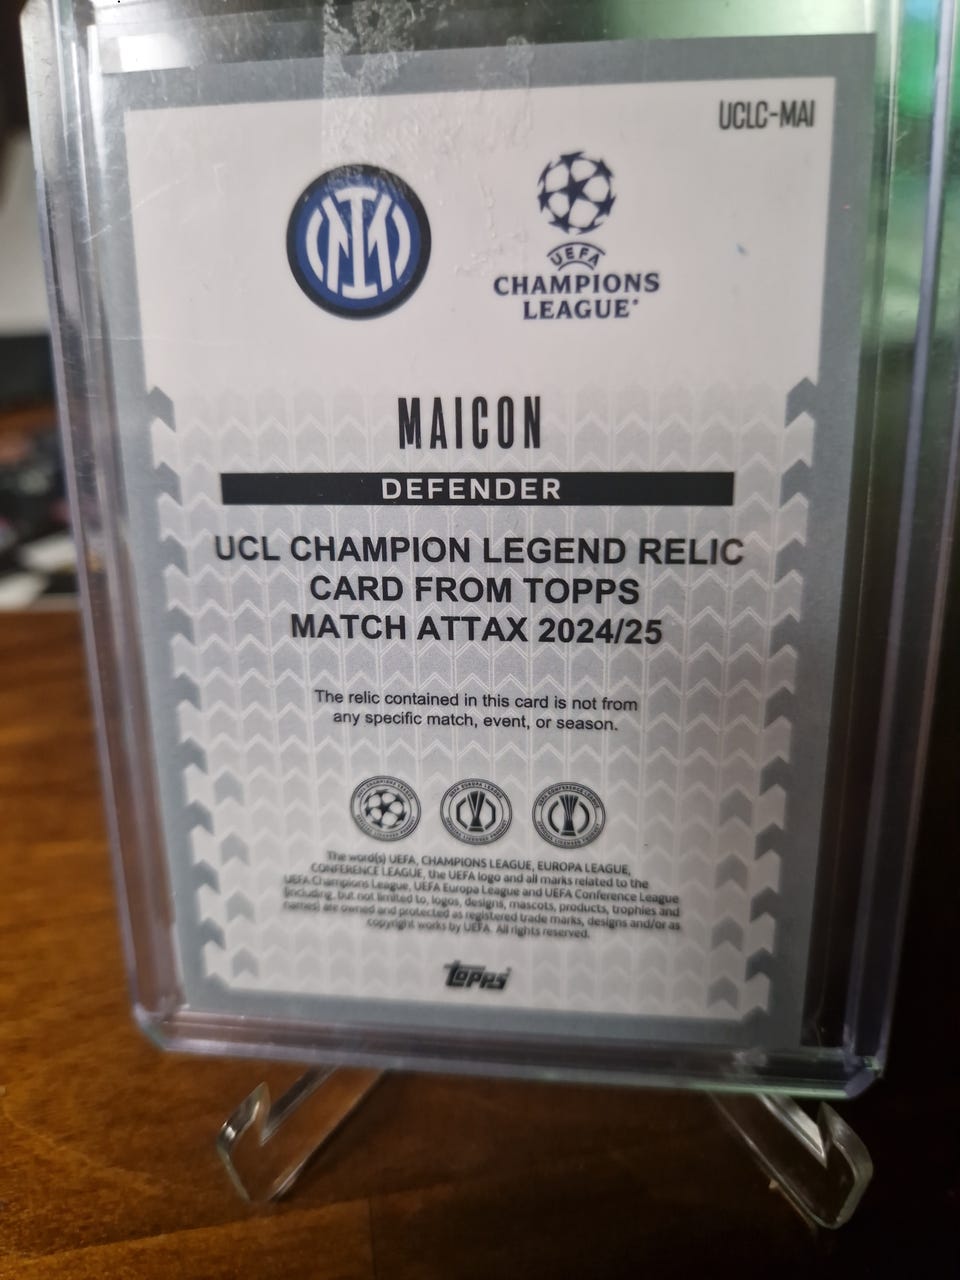 UCLC-MAI
UEFA
CHAMPIONS
LEAGUE®
MAICON
DEFENDER
UCL CHAMPION LEGEND RELIC
CARD FROM TOPPS
MATCH ATTAX 2024/25
The relic contained in this card is not from
any specific match, event, or season.
The word(s) UEFA, CHAMPIONS LEAGUE, EUROPA LEAGUE,
CONFERENCE LEAGUE, the UEFA logo and all marks related to the
UEFA Champions League, UEFA Europa League and UEFA Conference League
(including, but not limited to, logos, designs, mascots, products, trophies and
names) are owned and protected as registered trade marks, designs and/or as
copyright works by UEFA. All rights reserved.
Topps